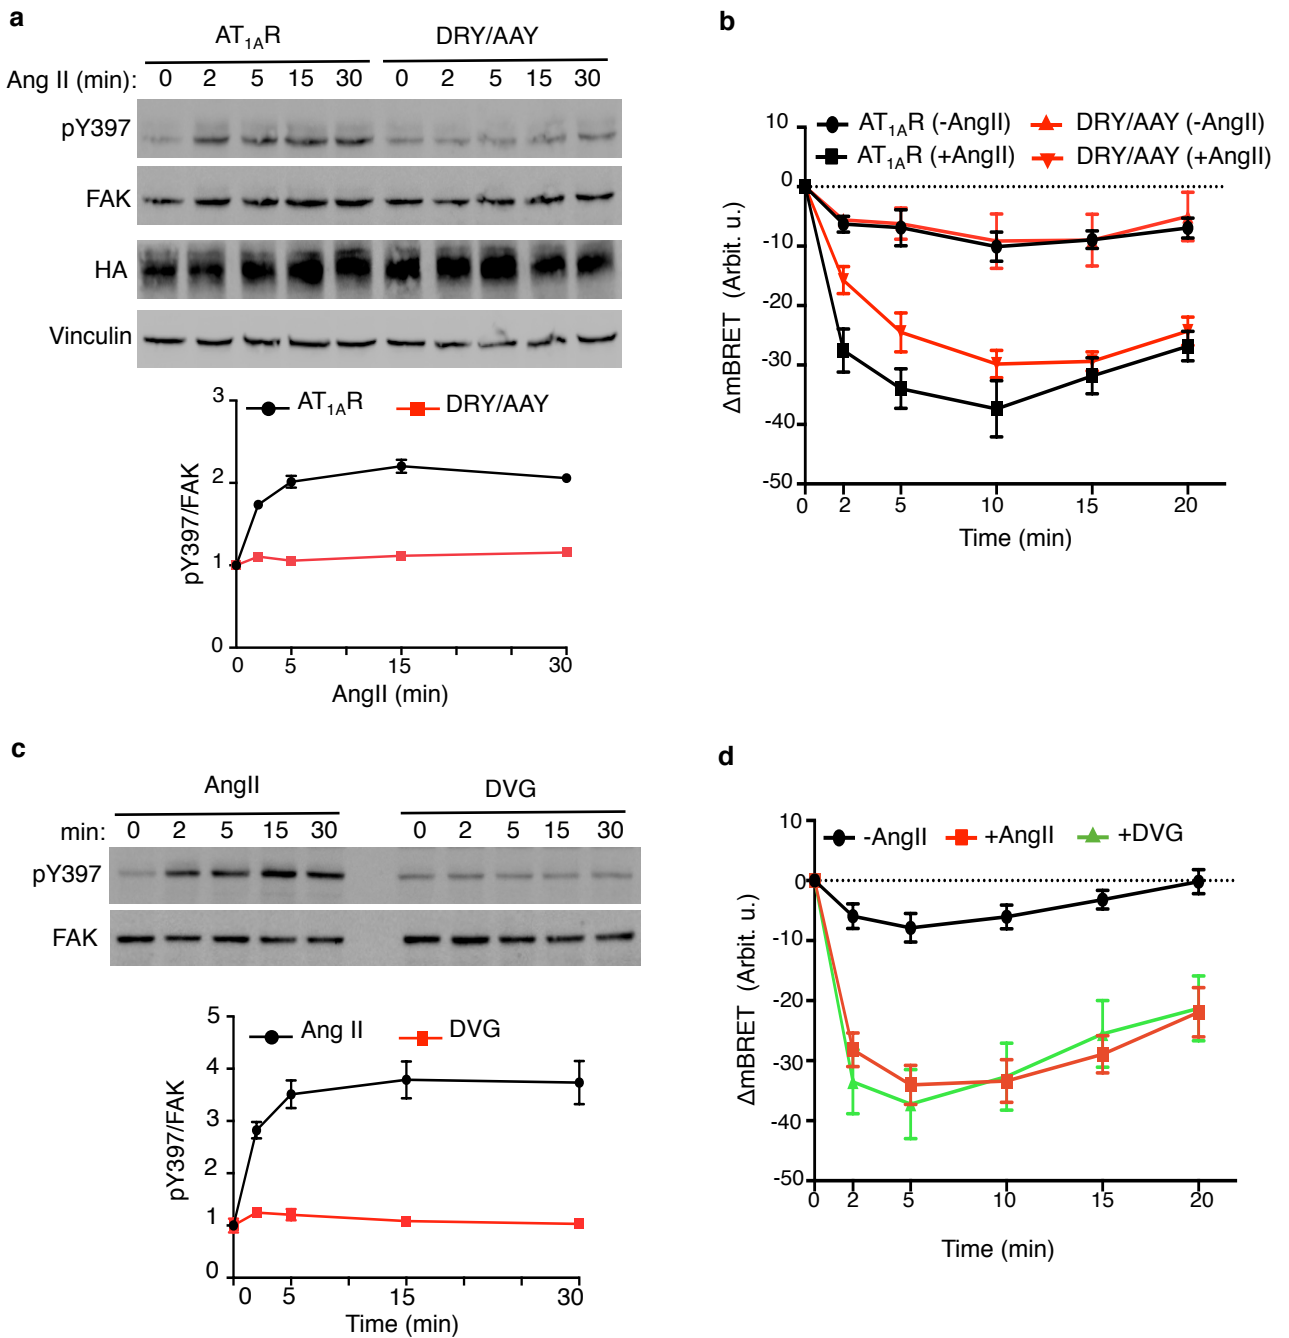 a
AT1AR DRY/AAY
Ang II (min): 0 2 5 15 30 0 2 5 15 30
pY397
FAK
HA
Vinculin
3
AT1AR DRY/AAY
2
pY397/FAK
1
0
0 5 15 30
AngII (min)
b
10
AT1AR (-AngII) DRY/AAY (-AngII)
AT1AR (+AngII) DRY/AAY (+AngII)
0
-10
-20
-30
-40
-50
ΔmBRET (Arbit. u.)
0 2 5 10 15 20
Time (min)
c
AngII DVG
min: 0 2 5 15 30 0 2 5 15 30
pY397
FAK
5
Ang II DVG
4
3
2
1
0
pY397/FAK
0 5 15 30
Time (min)
d
10
-AngII +AngII +DVG
0
-10
-20
-30
-40
-50
ΔmBRET (Arbit. u.)
0 2 5 10 15 20
Time (min)